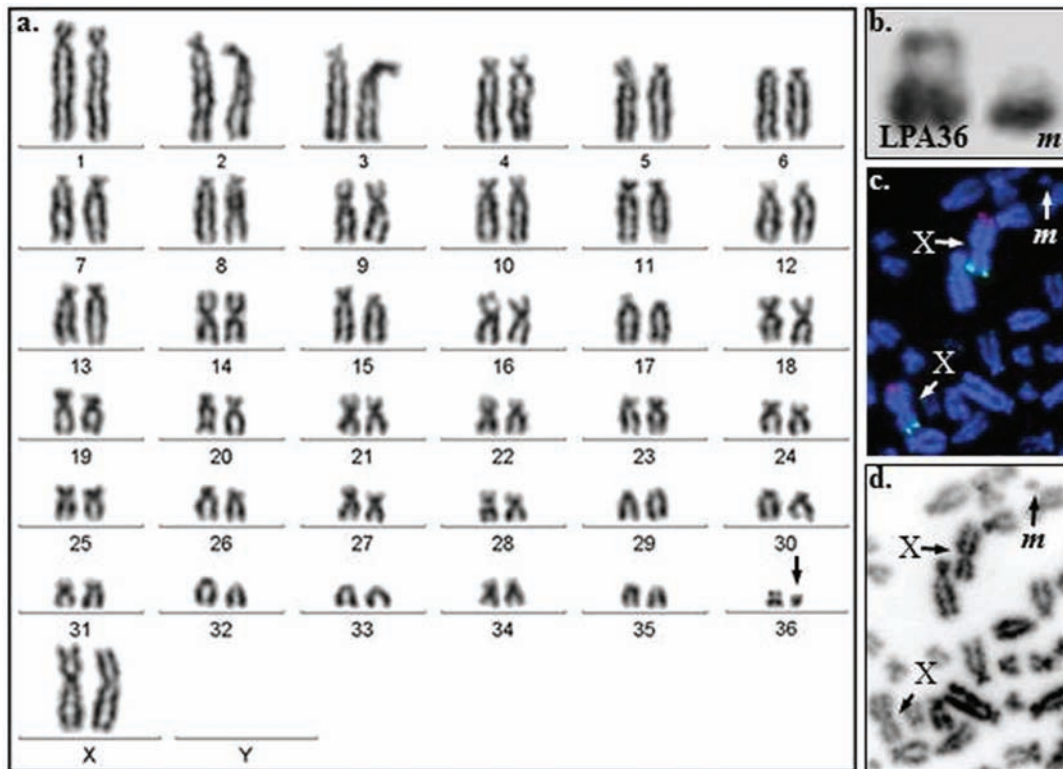 a.
1 2 3 4 5 6
7 8 9 10 11 12
13 14 15 16 17 18
19 20 21 22 23 24
25 26 27 28 29 30
31 32 33 34 35 36
X Y
b.
LPA36 m
c.
m
X
X
d.
m
X
X